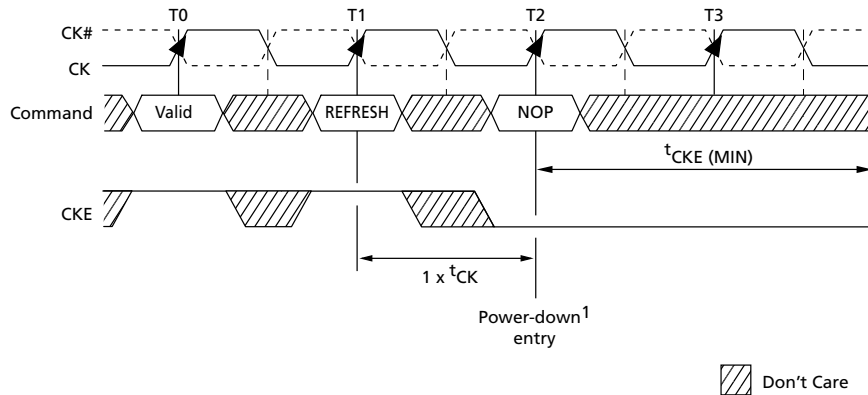 T0 T1 T2 T3
CK#
CK
Command Valid REFRESH NOP
tCKE (MIN)
CKE
1 x tCK
Power-down1
entry
Don't Care